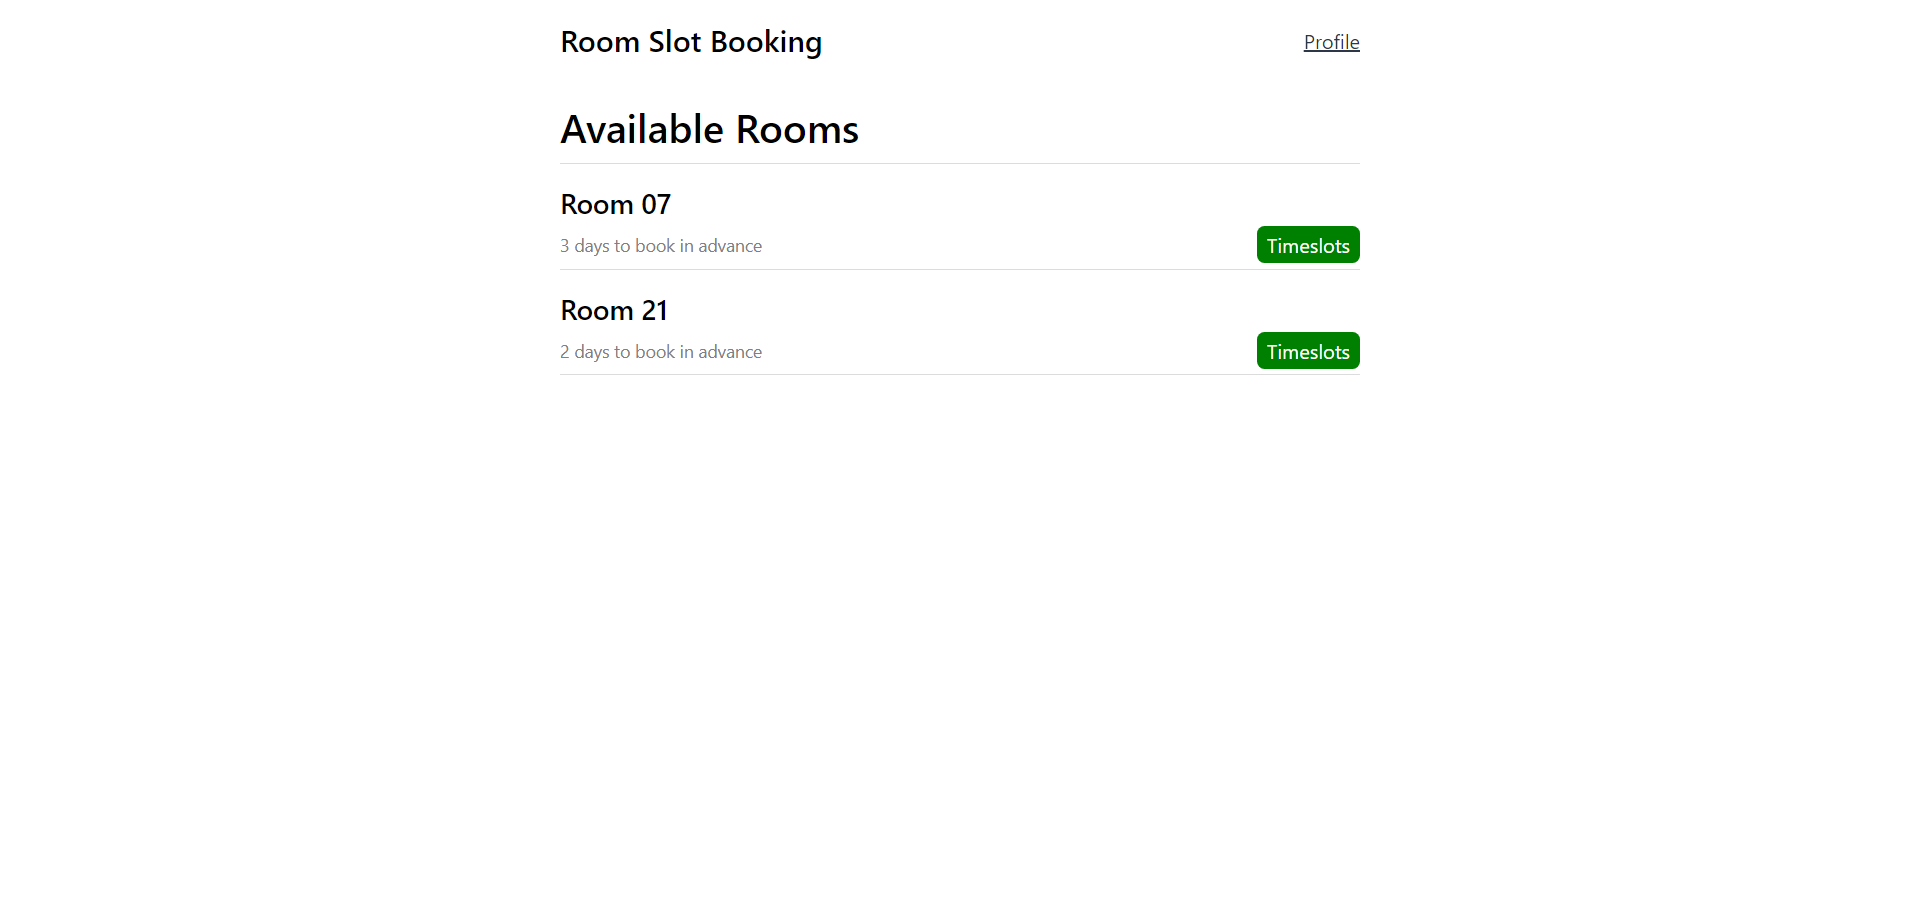 Room Slot Booking
Profile
Available Rooms
Room 07
3 days to book in advance
Timeslots
Room 21
2 days to book in advance
Timeslots